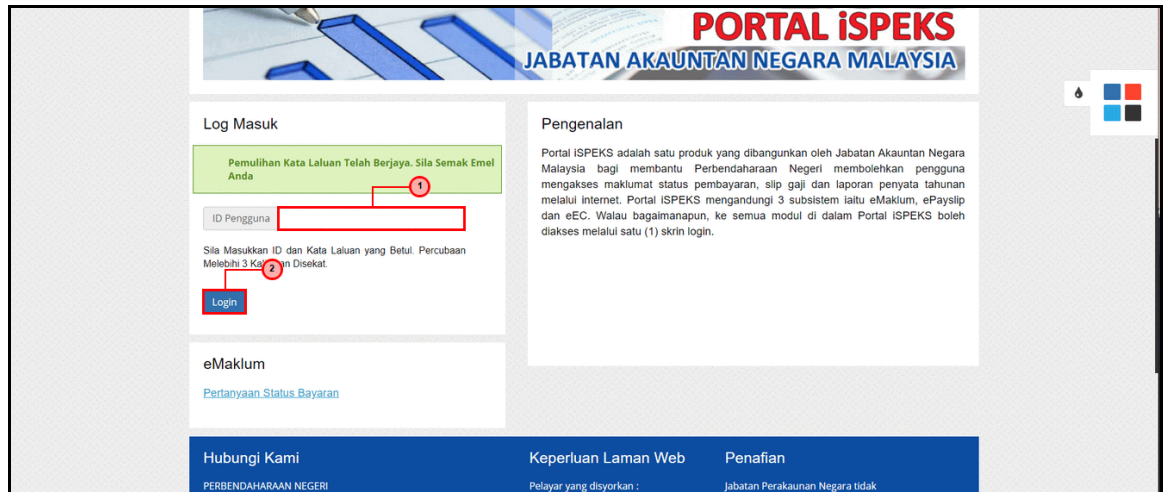 PORTAL iSPEKS
JABATAN AKAUNTAN NEGARA MALAYSIA
Log Masuk
Pemulihan Kata Laluan Telah Berjaya. Sila Semak Emel
Anda
1
ID Pengguna
Sila Masukkan ID dan Kata Laluan yang Betul. Percubaan
Melebihi 3 Disekat.
2
Login
eMaklum
Pertanyaan Status Bayaran
Pengenalan
Portal iSPEKS adalah satu produk yang dibangunkan oleh Jabatan Akauntan Negara
Malaysia bagi membantu Perbendaharaan Negeri membolehkan pengguna
mengakses maklumat status pembayaran, slip gaji dan laporan penyata tahunan
melalui internet. Portal iSPEKS mengandungi 3 subsistem iaitu eMaklum, ePayslip
dan eEC. Walau bagaimanapun, ke semua modul di dalam Portal iSPEKS boleh
diakses melalui satu (1) skrin login.
Hubungi Kami
PERBENDAHARAAN NEGERI
Keperluan Laman Web
Pelayar yang disyorkan :
Penafian
Jabatan Perakaunan Negara tidak